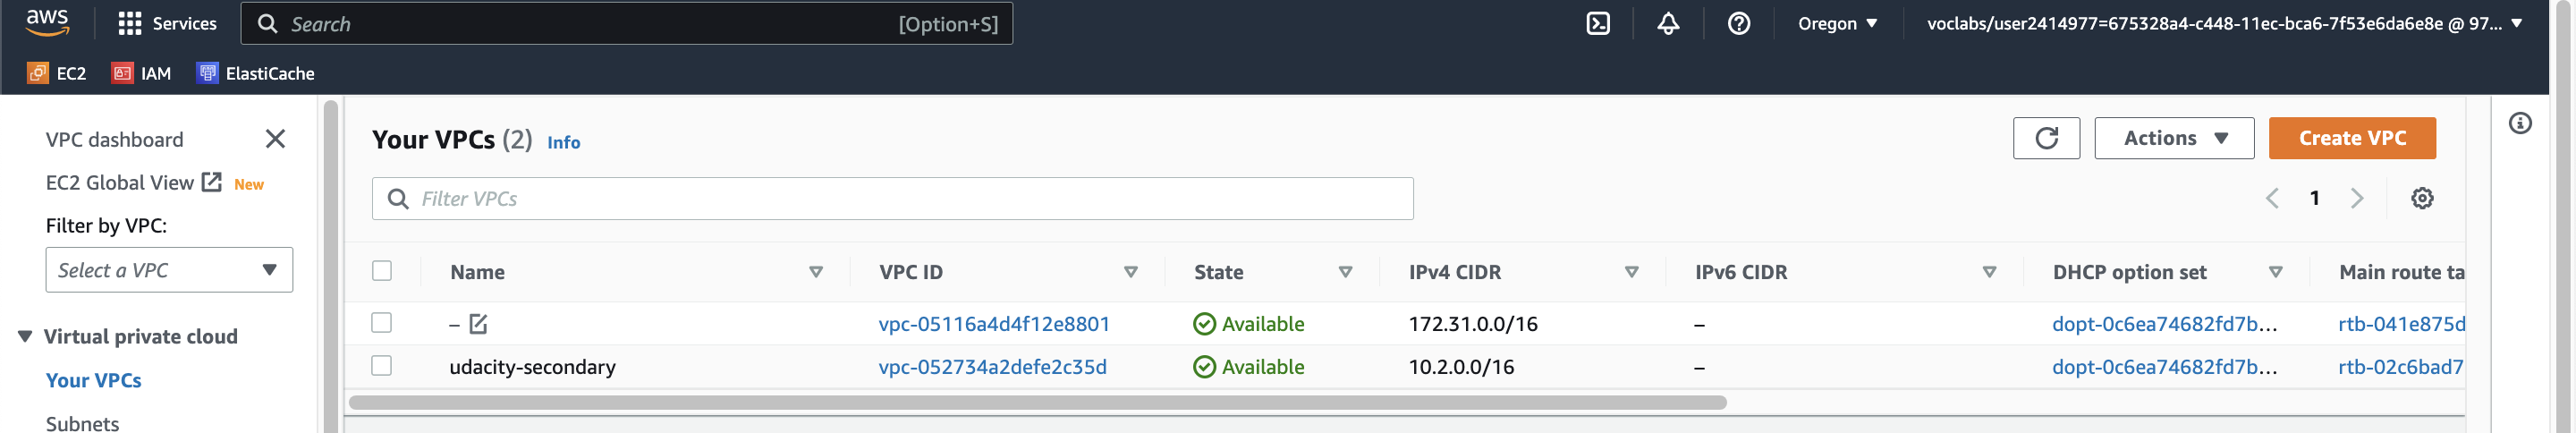 aws Services Search [Option+S] Oregon voclabs/user2414977=675328a4-c448-11ec-bca6-7f53e6da6e8e @ 97...
EC2 IAM ElastiCache
VPC dashboard
EC2 Global View New
Filter by VPC:
Select a VPC
Virtual private cloud
Your VPCs
Subnets
Your VPCs (2) Info Actions Create VPC
Filter VPCs 1
Name VPC ID State IPv4 CIDR IPv6 CIDR DHCP option set Main route ta
– vpc-05116a4d4f12e8801 Available 172.31.0.0/16 – dopt-0c6ea74682fd7b... rtb-041e875d
udacity-secondary vpc-052734a2defe2c35d Available 10.2.0.0/16 – dopt-0c6ea74682fd7b... rtb-02c6bad7